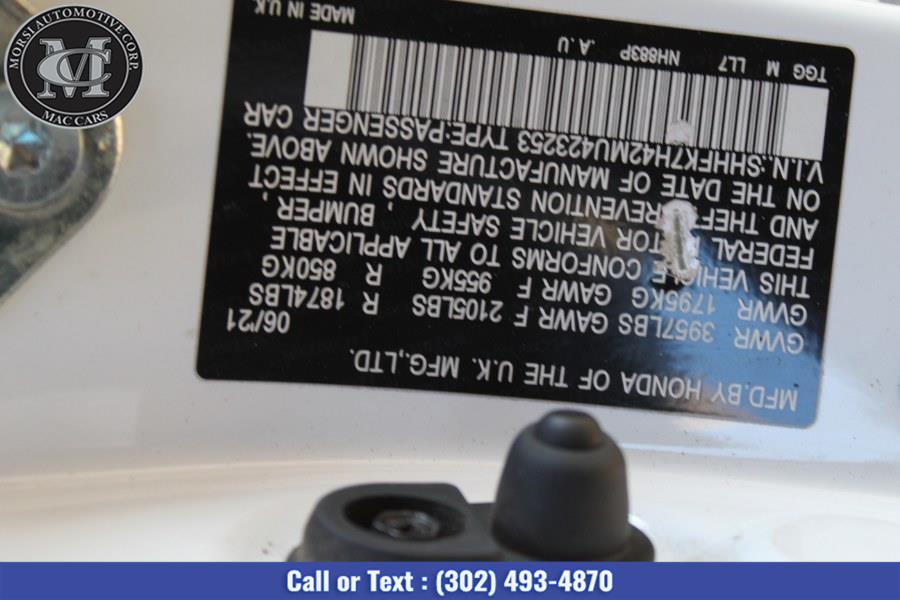 MORSI AUTOMOTIVE CORP.
MC
MAC CARS
MFD.BY HONDA OF THE U.K. MFG.,LTD.
06/21
GVWR 3957LBS GAWR F 2105LBS R 1874LBS
GVWR 1795KG GAWR F 955KG R 850KG
THIS VEHICLE CONFORMS TO ALL APPLICABLE
FEDERAL VEHICLE SAFETY , BUMPER ,
AND THEFT PREVENTION STANDARDS IN EFFECT
ON THE DATE OF MANUFACTURE SHOWN ABOVE.
V.I.N.:SHHFK7H42MU423253 TYPE:PASSENGER CAR
TGG M LL7 NH883P .A.U
MADE IN U.K
Call or Text : (302) 493-4870